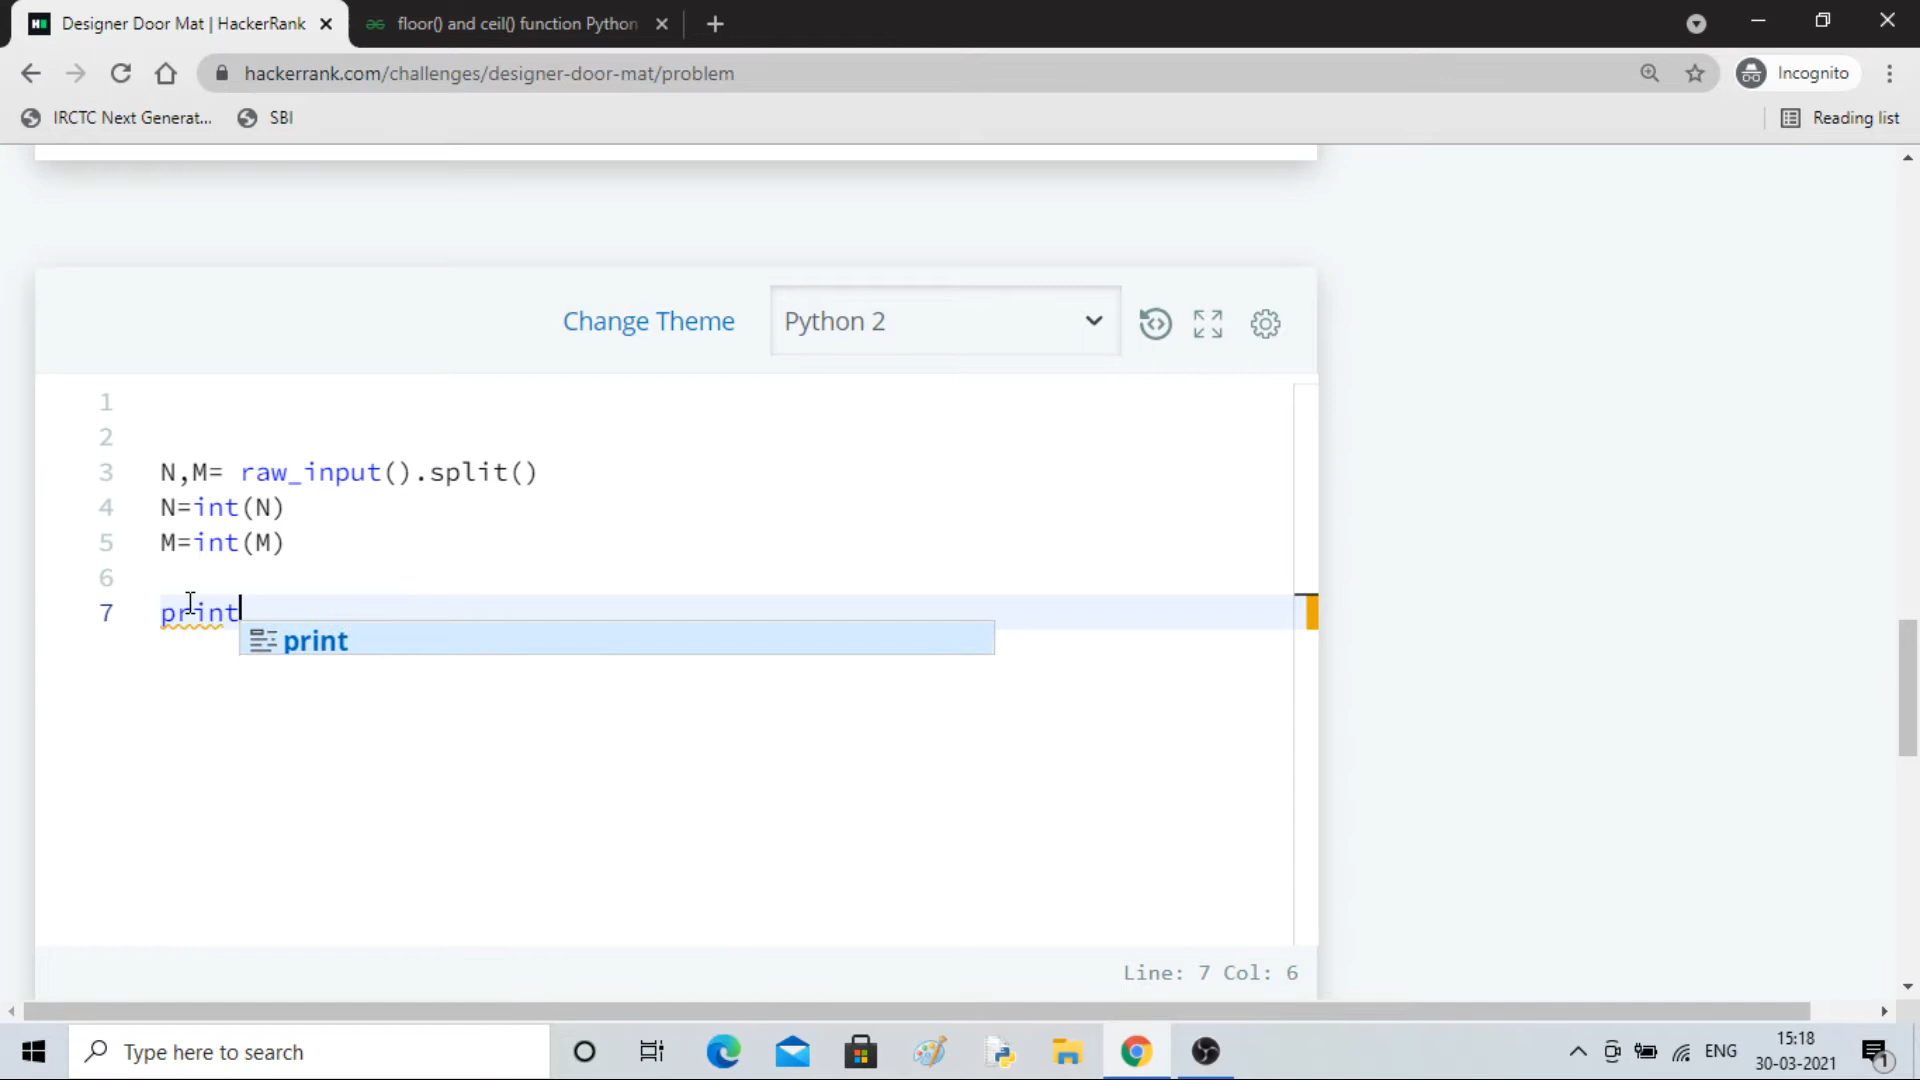 Designer Door Mat | HackerRank
floor() and ceil() function Python
hackerrank.com/challenges/designer-door-mat/problem
Incognito
IRCTC Next Generat...
SBI
Reading list
Change Theme
Python 2
1
2
3 N,M= raw_input().split()
4 N=int(N)
5 M=int(M)
6
7 print
print
Line: 7 Col: 6
Type here to search
ENG
15:18
30-03-2021
1